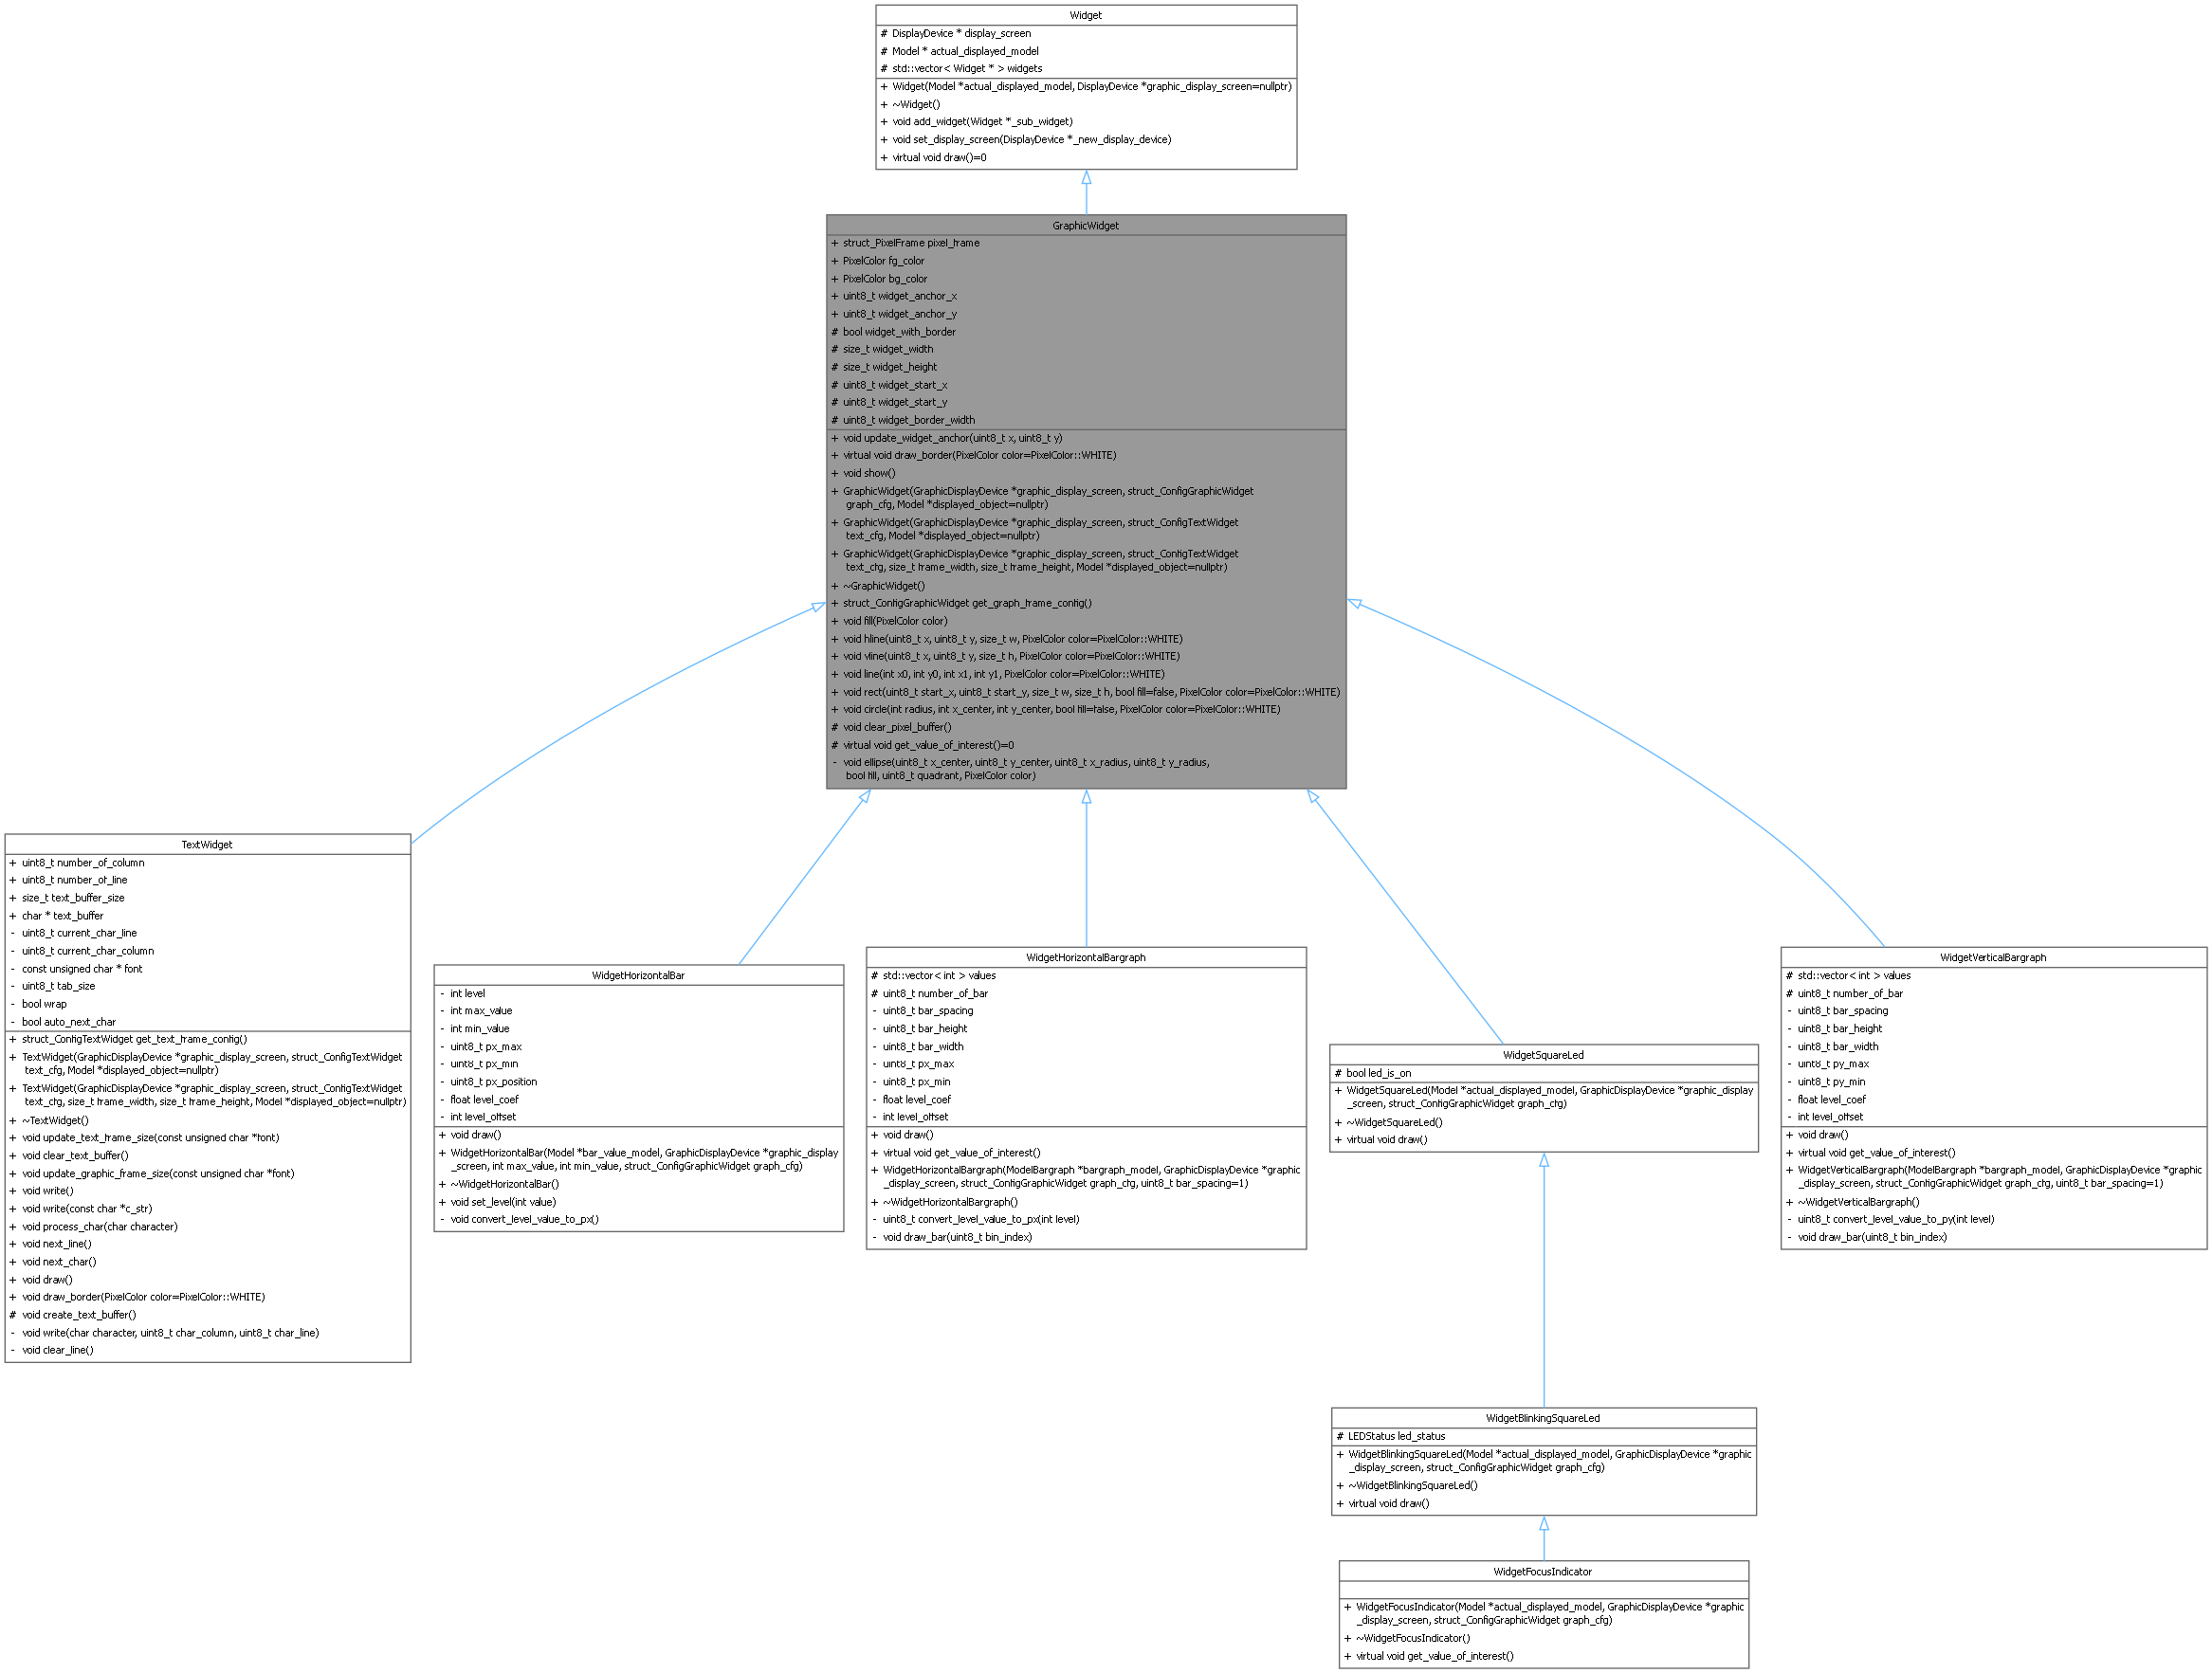 Widget
# DisplayDevice * display_screen
# Model * actual_displayed_model
# std::vector< Widget * > widgets
+ Widget(Model *actual_displayed_model, DisplayDevice *graphic_display_screen=nullptr)
+ ~Widget()
+ void add_widget(Widget *_sub_widget)
+ void set_display_screen(DisplayDevice *_new_display_device)
+ virtual void draw()=0
GraphicWidget
+ struct_PixelFrame pixel_frame
+ PixelColor fg_color
+ PixelColor bg_color
+ uint8_t widget_anchor_x
+ uint8_t widget_anchor_y
# bool widget_with_border
# size_t widget_width
# size_t widget_height
# uint8_t widget_start_x
# uint8_t widget_start_y
# uint8_t widget_border_width
+ void update_widget_anchor(uint8_t x, uint8_t y)
+ virtual void draw_border(PixelColor color=PixelColor::WHITE)
+ void show()
+ GraphicWidget(GraphicDisplayDevice *graphic_display_screen, struct_ConfigGraphicWidget
graph_cfg, Model *displayed_object=nullptr)
+ GraphicWidget(GraphicDisplayDevice *graphic_display_screen, struct_ConfigTextWidget
text_cfg, Model *displayed_object=nullptr)
+ GraphicWidget(GraphicDisplayDevice *graphic_display_screen, struct_ConfigTextWidget
text_cfg, size_t frame_width, size_t frame_height, Model *displayed_object=nullptr)
+ ~GraphicWidget()
+ struct_ConfigGraphicWidget get_graph_frame_config()
+ void fill(PixelColor color)
+ void hline(uint8_t x, uint8_t y, size_t w, PixelColor color=PixelColor::WHITE)
+ void vline(uint8_t x, uint8_t y, size_t h, PixelColor color=PixelColor::WHITE)
+ void line(int x0, int y0, int x1, int y1, PixelColor color=PixelColor::WHITE)
+ void rect(uint8_t start_x, uint8_t start_y, size_t w, size_t h, bool fill=false, PixelColor color=PixelColor::WHITE)
+ void circle(int radius, int x_center, int y_center, bool fill=false, PixelColor color=PixelColor::WHITE)
# void clear_pixel_buffer()
# virtual void get_value_of_interest()=0
- void ellipse(uint8_t x_center, uint8_t y_center, uint8_t x_radius, uint8_t y_radius,
bool fill, uint8_t quadrant, PixelColor color)
TextWidget
+ uint8_t number_of_column
+ uint8_t number_of_line
+ size_t text_buffer_size
+ char * text_buffer
- uint8_t current_char_line
- uint8_t current_char_column
- const unsigned char * font
- uint8_t tab_size
- bool wrap
- bool auto_next_char
+ struct_ConfigTextWidget get_text_frame_config()
+ TextWidget(GraphicDisplayDevice *graphic_display_screen, struct_ConfigTextWidget
text_cfg, Model *displayed_object=nullptr)
+ TextWidget(GraphicDisplayDevice *graphic_display_screen, struct_ConfigTextWidget
text_cfg, size_t frame_width, size_t frame_height, Model *displayed_object=nullptr)
+ ~TextWidget()
+ void update_text_frame_size(const unsigned char *font)
+ void clear_text_buffer()
+ void update_graphic_frame_size(const unsigned char *font)
+ void write()
+ void write(const char *c_str)
+ void process_char(char character)
+ void next_line()
+ void next_char()
+ void draw()
+ void draw_border(PixelColor color=PixelColor::WHITE)
# void create_text_buffer()
- void write(char character, uint8_t char_column, uint8_t char_line)
- void clear_line()
WidgetHorizontalBar
- int level
- int max_value
- int min_value
- uint8_t px_max
- uint8_t px_min
- uint8_t px_position
- float level_coef
- int level_offset
+ void draw()
+ WidgetHorizontalBar(Model *bar_value_model, GraphicDisplayDevice *graphic_display
_screen, int max_value, int min_value, struct_ConfigGraphicWidget graph_cfg)
+ ~WidgetHorizontalBar()
+ void set_level(int value)
- void convert_level_value_to_px()
WidgetHorizontalBargraph
# std::vector< int > values
# uint8_t number_of_bar
- uint8_t bar_spacing
- uint8_t bar_height
- uint8_t bar_width
- uint8_t px_max
- uint8_t px_min
- float level_coef
- int level_offset
+ void draw()
+ virtual void get_value_of_interest()
+ WidgetHorizontalBargraph(ModelBargraph *bargraph_model, GraphicDisplayDevice *graphic
_display_screen, struct_ConfigGraphicWidget graph_cfg, uint8_t bar_spacing=1)
+ ~WidgetHorizontalBargraph()
- uint8_t convert_level_value_to_px(int level)
- void draw_bar(uint8_t bin_index)
WidgetSquareLed
# bool led_is_on
+ WidgetSquareLed(Model *actual_displayed_model, GraphicDisplayDevice *graphic_display
_screen, struct_ConfigGraphicWidget graph_cfg)
+ ~WidgetSquareLed()
+ virtual void draw()
WidgetVerticalBargraph
# std::vector< int > values
# uint8_t number_of_bar
- uint8_t bar_spacing
- uint8_t bar_height
- uint8_t bar_width
- uint8_t py_max
- uint8_t py_min
- float level_coef
- int level_offset
+ void draw()
+ virtual void get_value_of_interest()
+ WidgetVerticalBargraph(ModelBargraph *bargraph_model, GraphicDisplayDevice *graphic
_display_screen, struct_ConfigGraphicWidget graph_cfg, uint8_t bar_spacing=1)
+ ~WidgetVerticalBargraph()
- uint8_t convert_level_value_to_py(int level)
- void draw_bar(uint8_t bin_index)
WidgetBlinkingSquareLed
# LEDStatus led_status
+ WidgetBlinkingSquareLed(Model *actual_displayed_model, GraphicDisplayDevice *graphic
_display_screen, struct_ConfigGraphicWidget graph_cfg)
+ ~WidgetBlinkingSquareLed()
+ virtual void draw()
WidgetFocusIndicator
+ WidgetFocusIndicator(Model *actual_displayed_model, GraphicDisplayDevice *graphic
_display_screen, struct_ConfigGraphicWidget graph_cfg)
+ ~WidgetFocusIndicator()
+ virtual void get_value_of_interest()